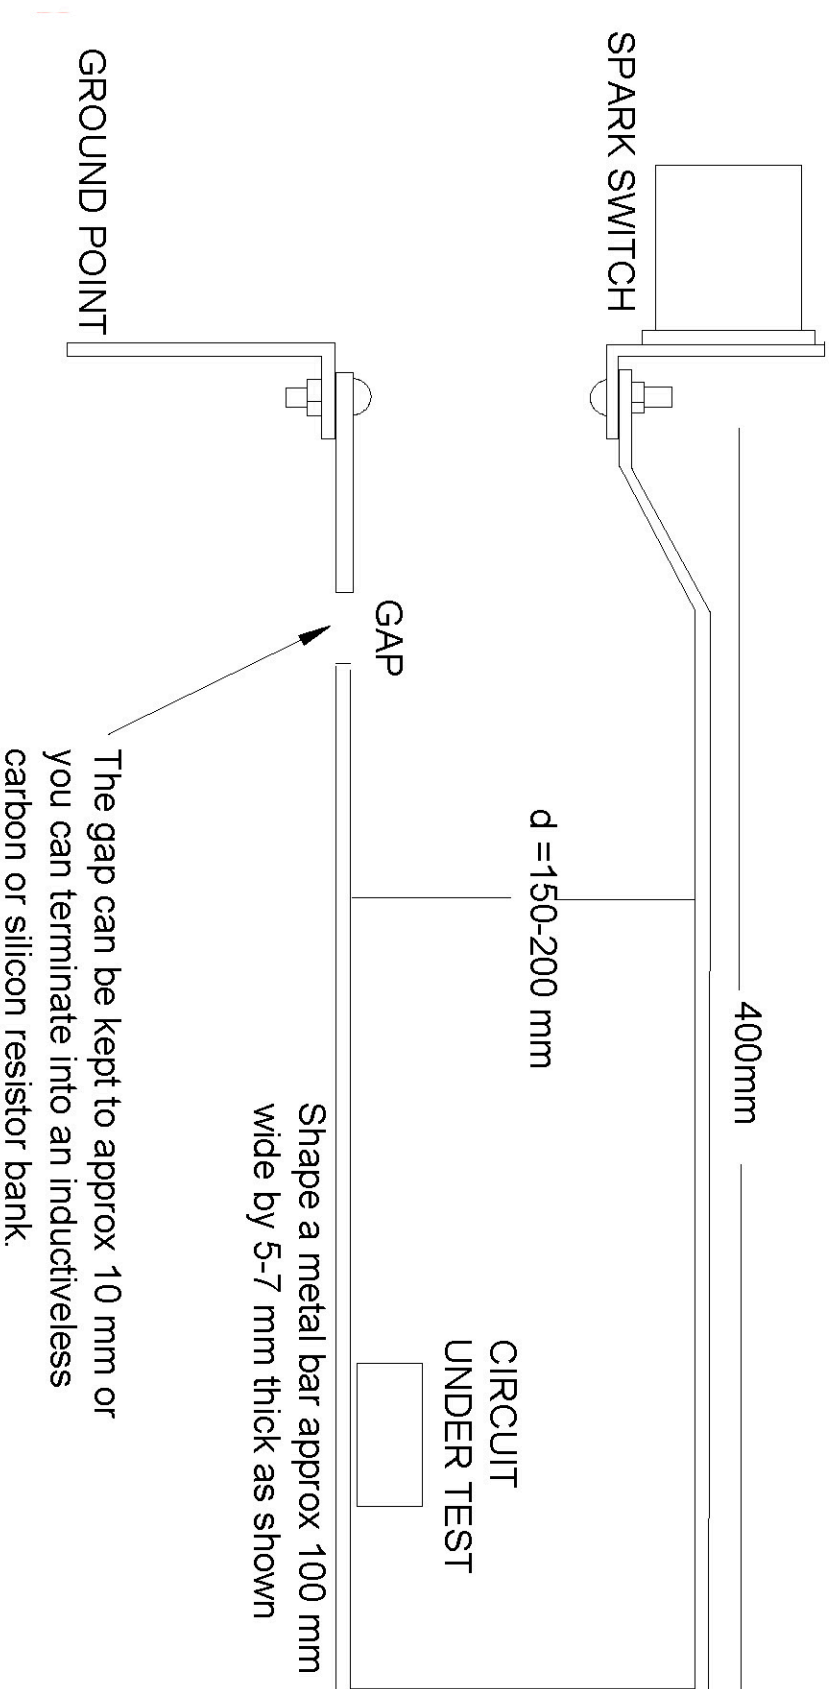 SPARK SWITCH
GROUND POINT
400mm
GAP
d =150-200 mm
CIRCUIT
UNDER TEST
Shape a metal bar approx 100 mm
wide by 5-7 mm thick as shown
The gap can be kept to approx 10 mm or
you can terminate into an inductiveless
carbon or silicon resistor bank.